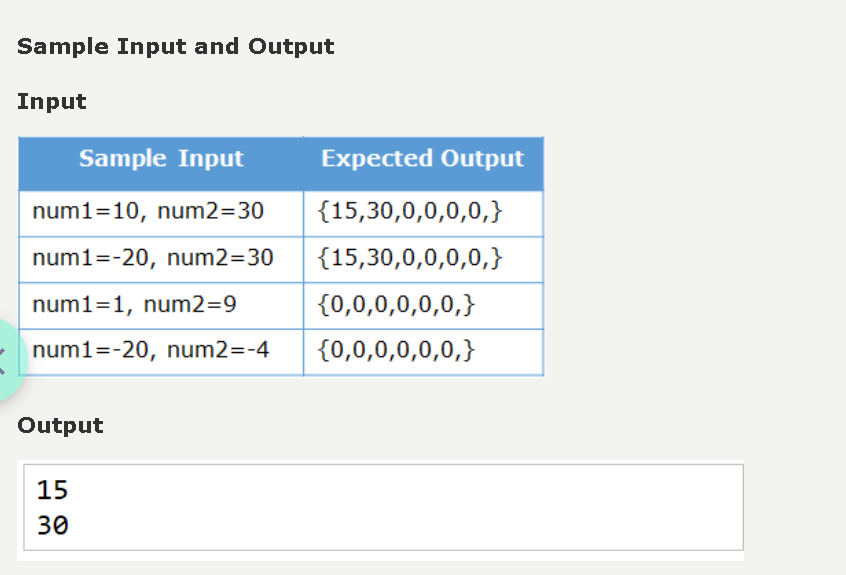 Sample Input and Output
Input
Sample Input Expected Output
num1=10, num2=30 {15,30,0,0,0,0,}
num1=-20, num2=30 {15,30,0,0,0,0,}
num1=1, num2=9 {0,0,0,0,0,0,}
num1=-20, num2=-4 {0,0,0,0,0,0,}
Output
15
30